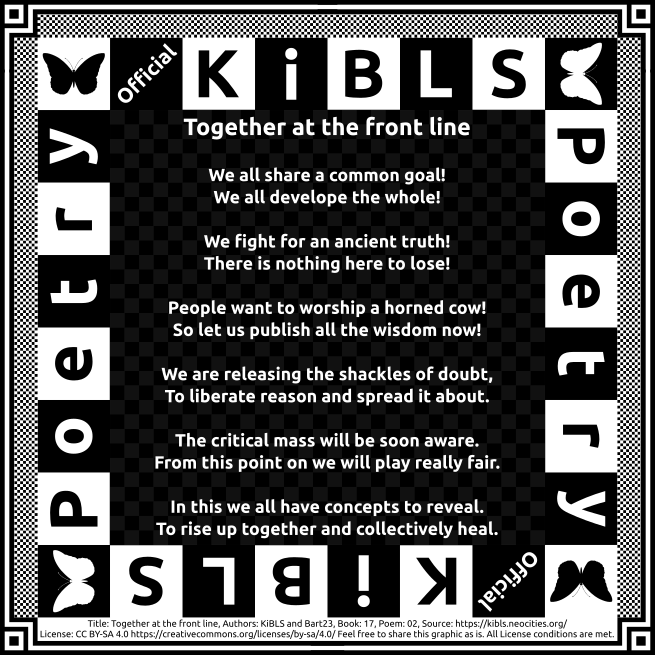 Official KiBLS
Poetry
Poetry
Together at the front line
We all share a common goal!
We all develope the whole!
We fight for an ancient truth!
There is nothing here to lose!
People want to worship a horned cow!
So let us publish all the wisdom now!
We are releasing the shackles of doubt,
To liberate reason and spread it about.
The critical mass will be soon aware.
From this point on we will play really fair.
In this we all have concepts to reveal.
To rise up together and collectively heal.
Official KiBLS
Title: Together at the front line, Authors: KiBLS and Bart23, Book: 17, Poem: 02, Source: https://kibls.neocities.org/
License: CC BY-SA 4.0 https://creativecommons.org/licenses/by-sa/4.0/ Feel free to share this graphic as is. All License conditions are met.